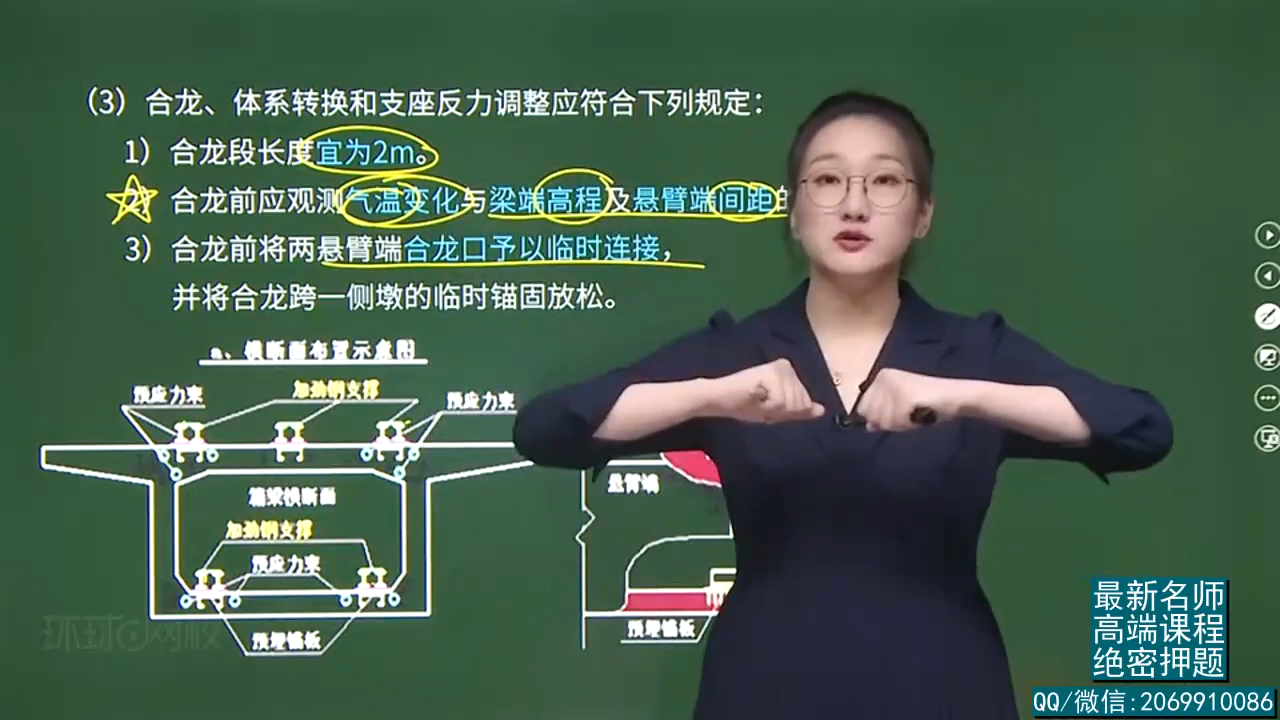 （3）合龙、体系转换和支座反力调整应符合下列规定：
1）合龙段长度宜为2m。
2）合龙前应观测气温变化与梁端高程及悬臂端间距的
3）合龙前将两悬臂端合龙口予以临时连接，
并将合龙跨一侧墩的临时锚固放松。
a、横断面布置示意图
预应力束
加劲钢支撑
预应力束
箱梁横断面
悬臂端
加劲钢支撑
预应力束
预埋锚板
预埋锚板
环球网校
最新名师
高端课程
绝密押题
QQ/微信:2069910086